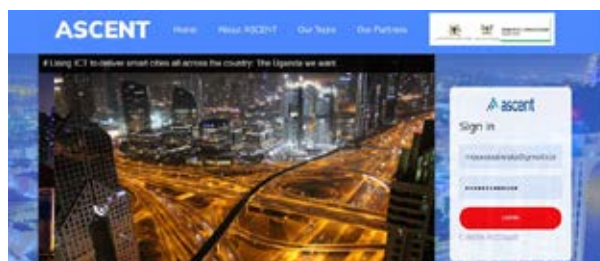 ASCENT
Home About ASCENT Our Team Our Partners
# Using ICT to deliver smart cities all across the country: The Uganda we want
ascent
Sign in
LOGIN
Create Account